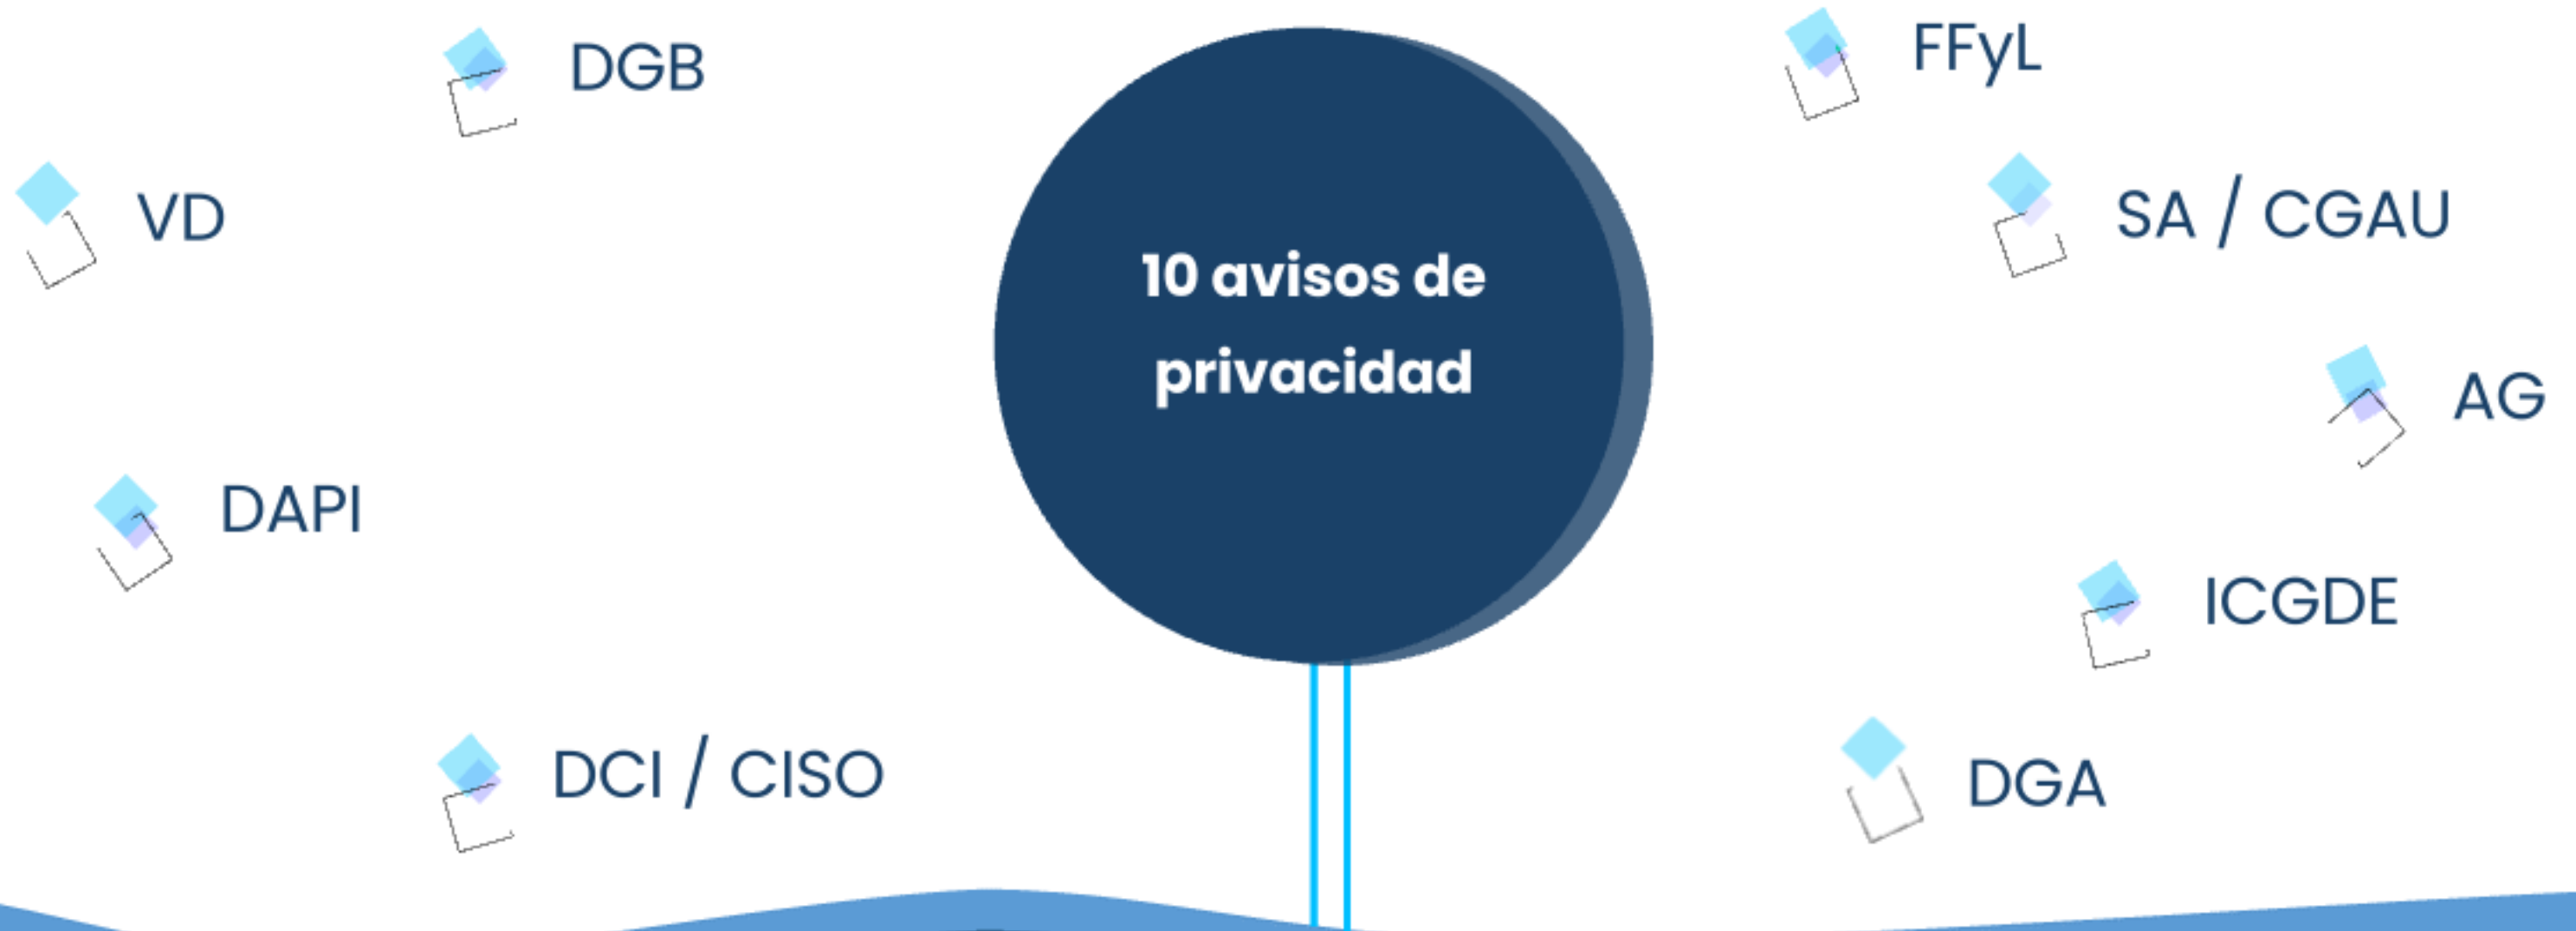 DGB
VD
DAPI
DCI / CISO
10 avisos de
privacidad
FFyL
SA / CGAU
AG
ICGDE
DGA